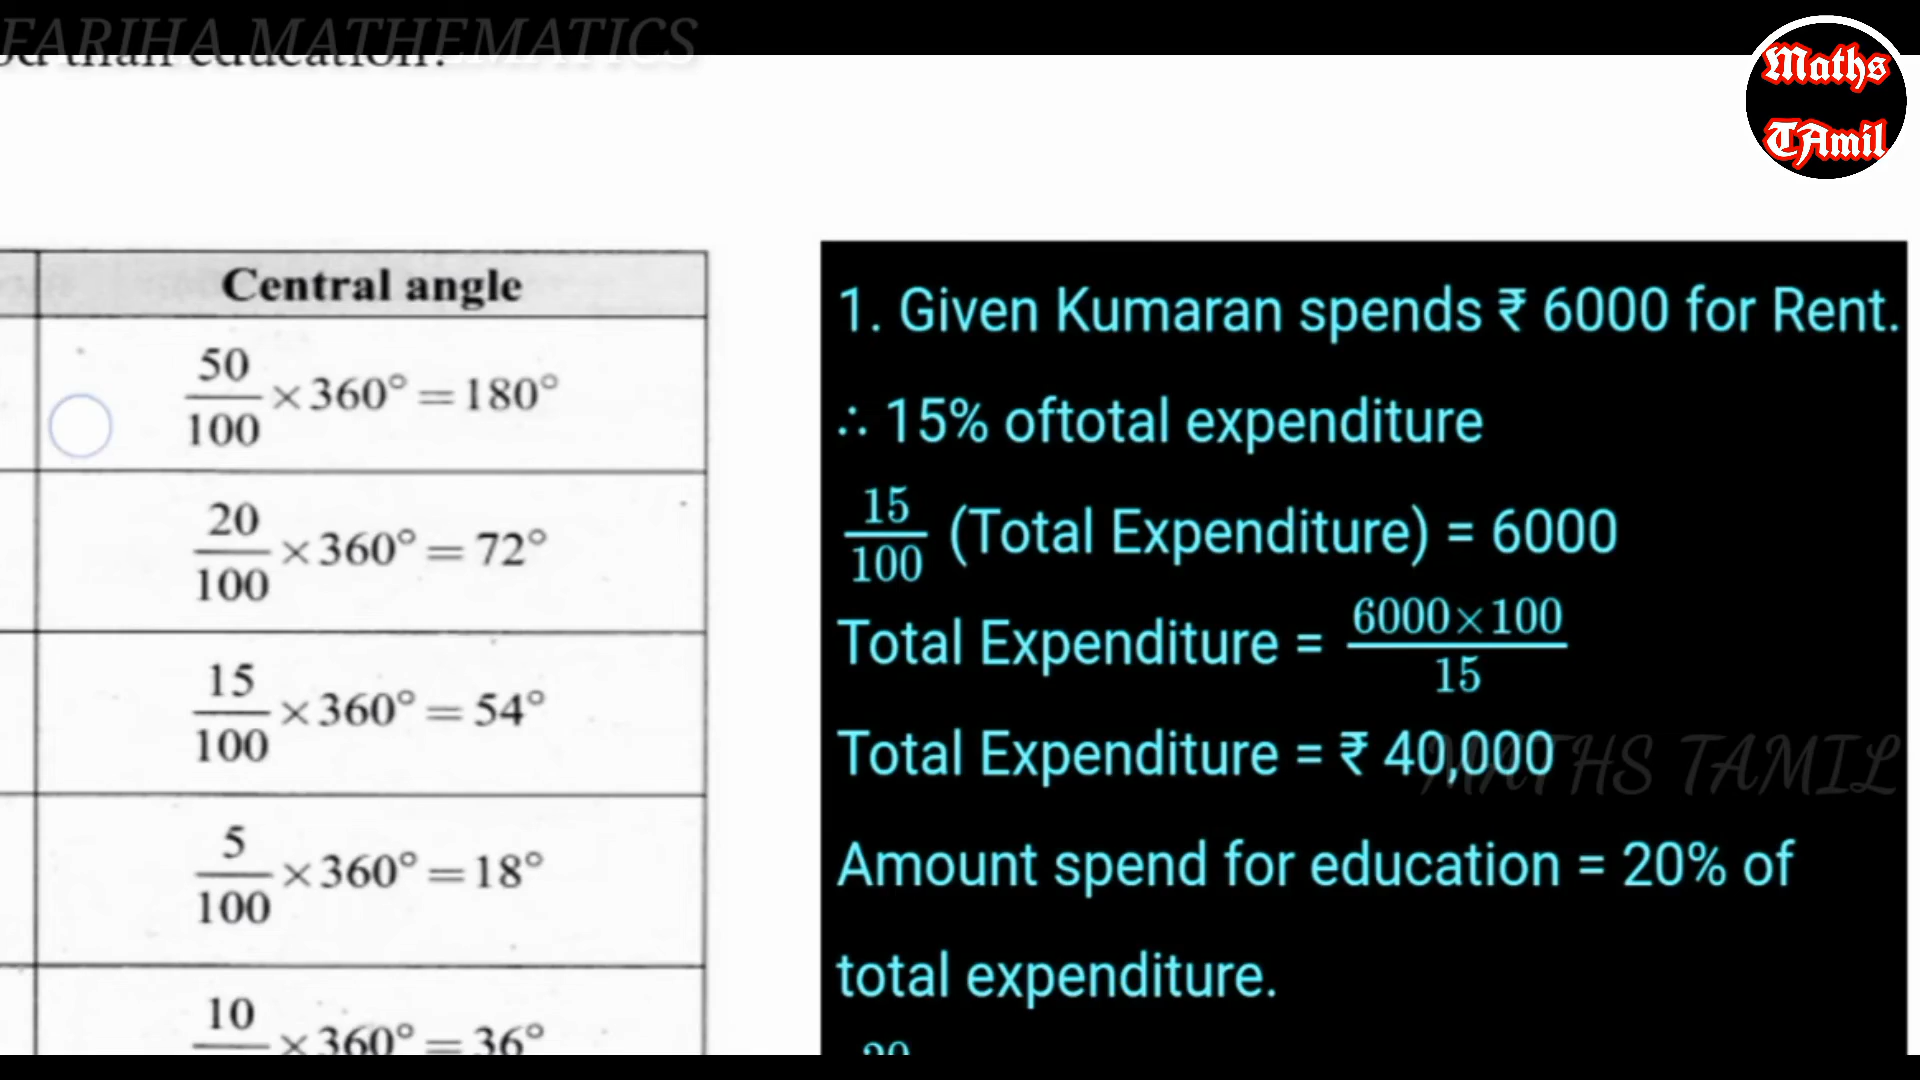 FARIHA MATHEMATICS
than education?
Maths
TAmil
Central angle
50/100 ×360° = 180°
20/100 ×360° = 72°
15/100 ×360° = 54°
5/100 ×360° = 18°
10 ×360° = 36°
1. Given Kumaran spends ₹ 6000 for Rent.
∴ 15% oftotal expenditure
15/100 (Total Expenditure) = 6000
Total Expenditure = 6000×100/15
Total Expenditure = ₹ 40,000
MATHS TAMIL
Amount spend for education = 20% of
total expenditure.
20